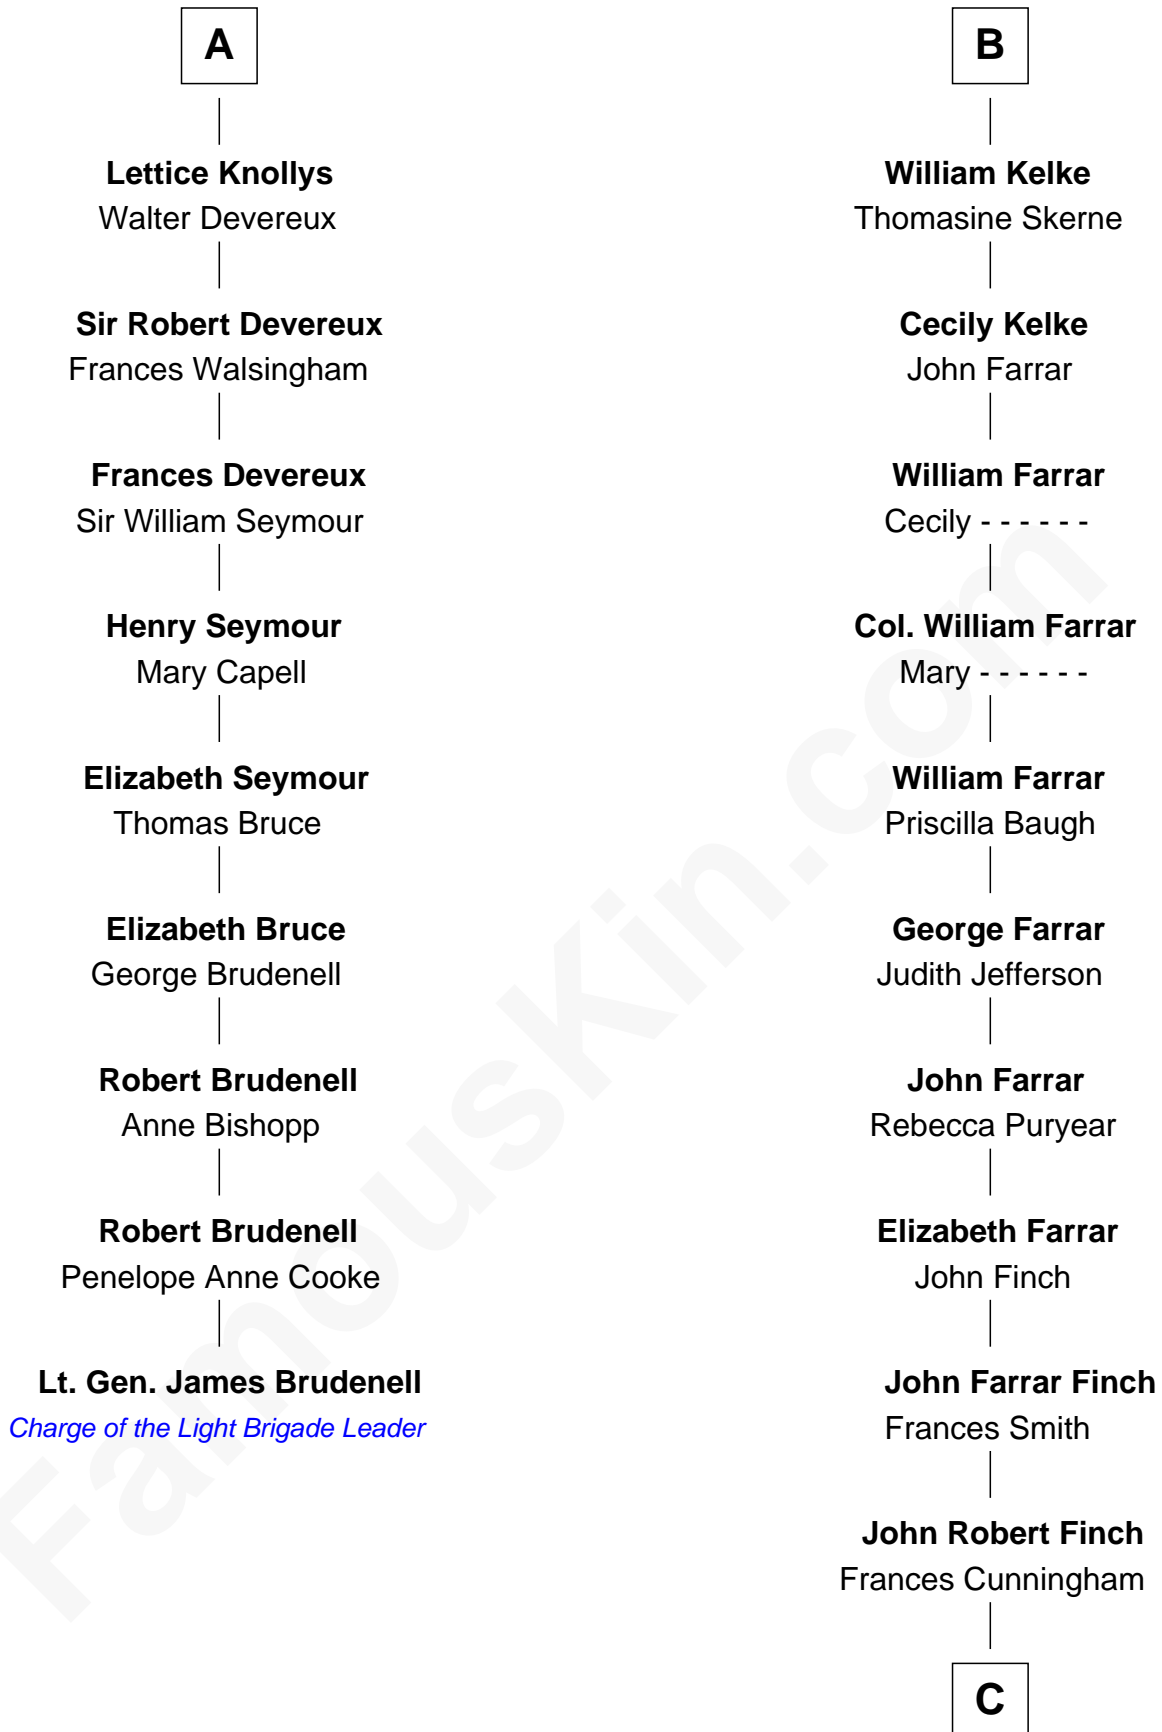 A
Lettice Knollys
Walter Devereux
Sir Robert Devereux
Frances Walsingham
Frances Devereux
Sir William Seymour
Henry Seymour
Mary Capell
Elizabeth Seymour
Thomas Bruce
Elizabeth Bruce
George Brudenell
Robert Brudenell
Anne Bishopp
Robert Brudenell
Penelope Anne Cooke
Lt. Gen. James Brudenell
Charge of the Light Brigade Leader
B
William Kelke
Thomasine Skerne
Cecily Kelke
John Farrar
William Farrar
Cecily - - - - - -
Col. William Farrar
Mary - - - - - -
William Farrar
Priscilla Baugh
George Farrar
Judith Jefferson
John Farrar
Rebecca Puryear
Elizabeth Farrar
John Finch
John Farrar Finch
Frances Smith
John Robert Finch
Frances Cunningham
C
FamousKin.com